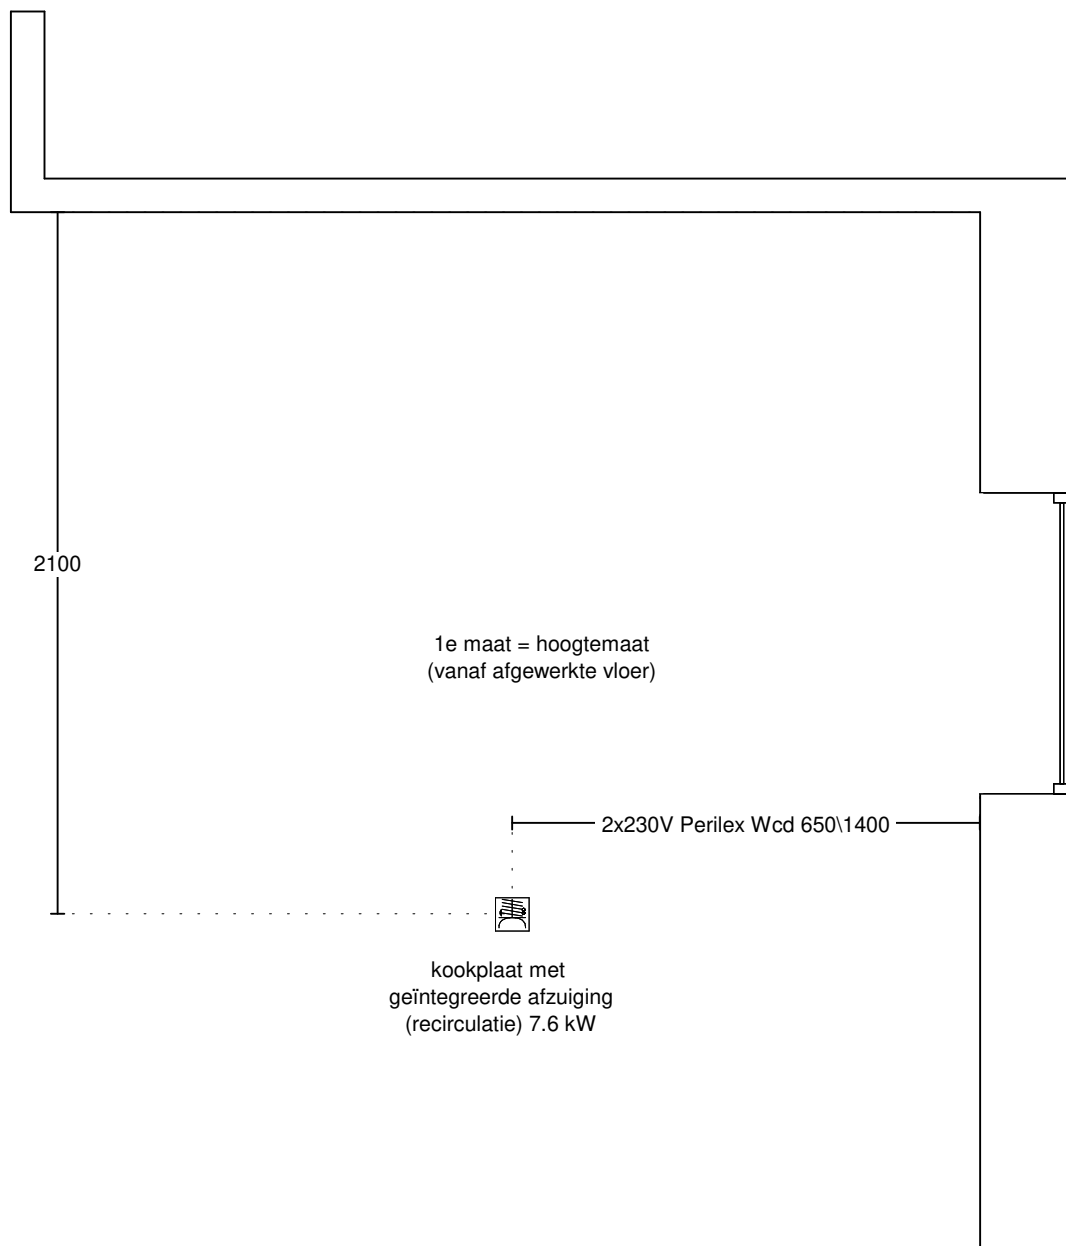 2100
1e maat = hoogtemaat
(vanaf afgewerkte vloer)
2x230V Perilex Wcd 650\1400
kookplaat met
geïntegreerde afzuiging
(recirculatie) 7.6 kW